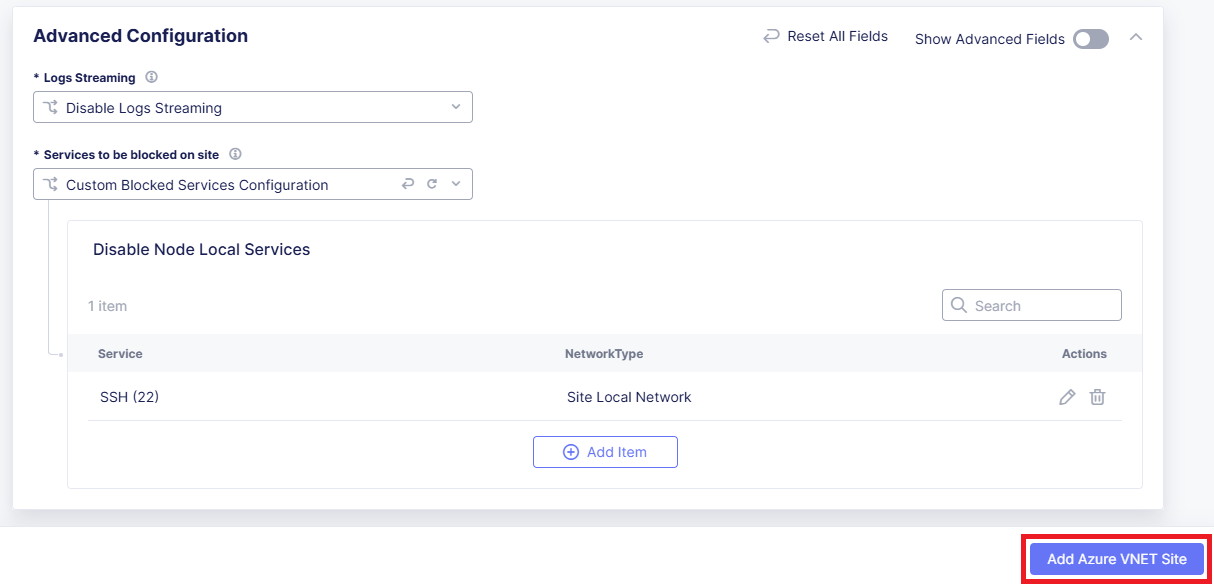 Advanced Configuration
Reset All Fields
Show Advanced Fields
* Logs Streaming
Disable Logs Streaming
* Services to be blocked on site
Custom Blocked Services Configuration
Disable Node Local Services
1 item
Search
Service NetworkType Actions
SSH (22) Site Local Network
Add Item
Add Azure VNET Site